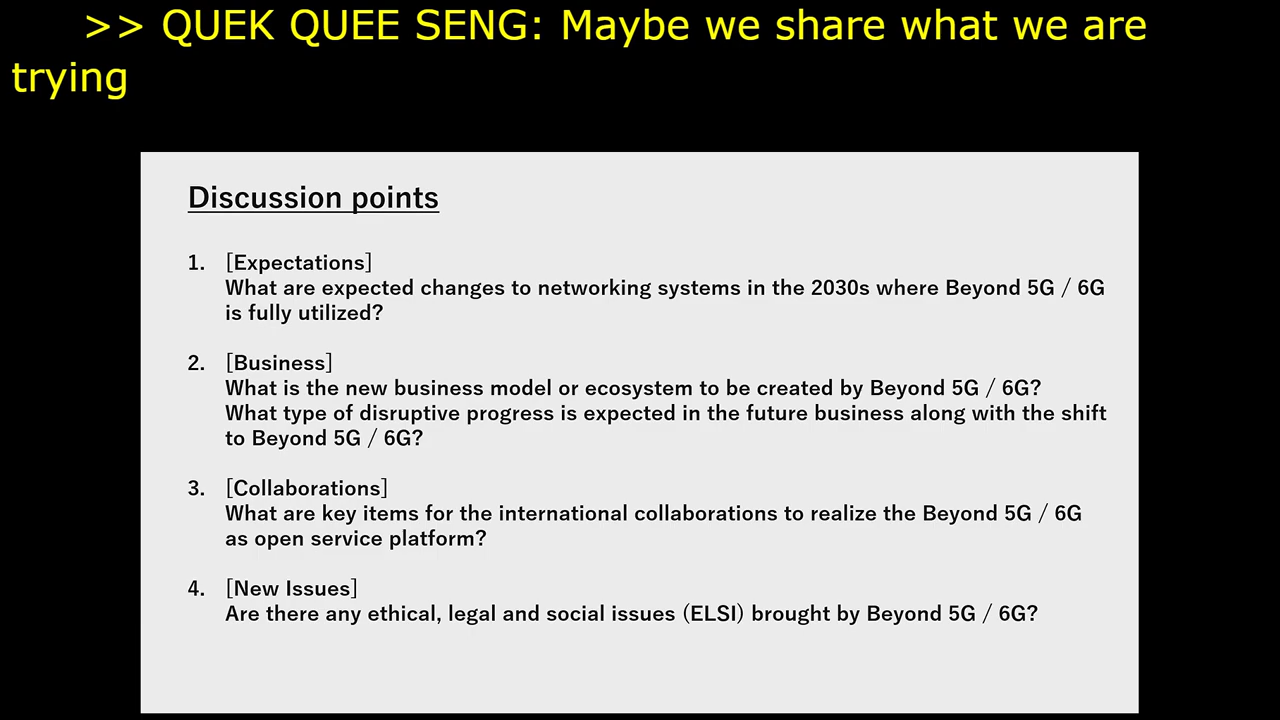 >> QUEK QUEE SENG: Maybe we share what we are
trying
Discussion points
1. [Expectations]
What are expected changes to networking systems in the 2030s where Beyond 5G / 6G
is fully utilized?
2. [Business]
What is the new business model or ecosystem to be created by Beyond 5G / 6G?
What type of disruptive progress is expected in the future business along with the shift
to Beyond 5G / 6G?
3. [Collaborations]
What are key items for the international collaborations to realize the Beyond 5G / 6G
as open service platform?
4. [New Issues]
Are there any ethical, legal and social issues (ELSI) brought by Beyond 5G / 6G?